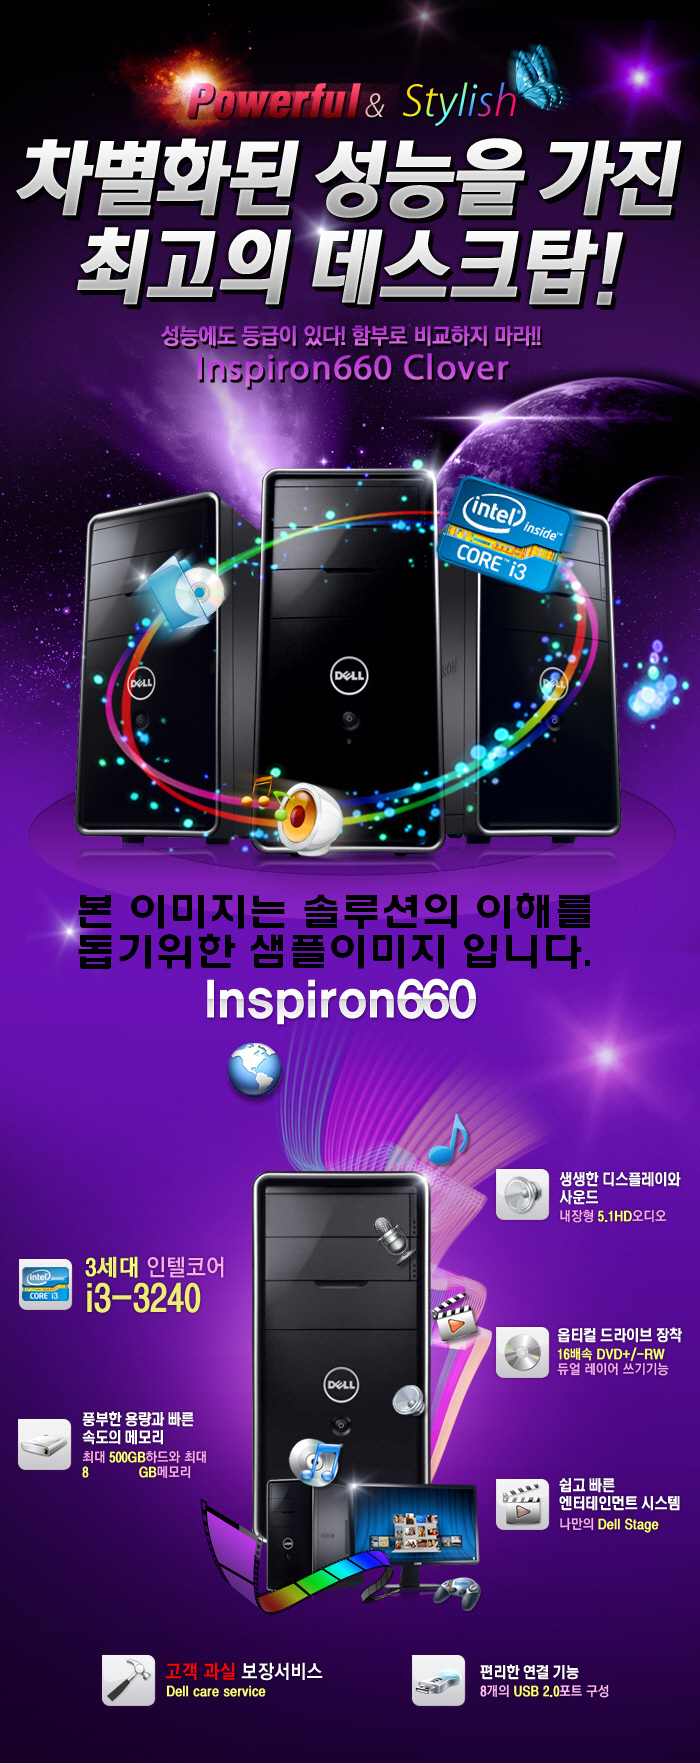 Powerful & Stylish
차별화된 성능을 가진
최고의 데스크탑!
성능에도 등급이 있다! 함부로 비교하지 마라!!
Inspiron660 Clover
intel inside™
CORE™ i3
DELL
DELL
DELL
본 이미지는 솔루션의 이해를
돕기위한 샘플이미지 입니다.
Inspiron660
생생한 디스플레이와
사운드
내장형 5.1HD오디오
intel inside
CORE i3
3세대 인텔코어
i3-3240
옵티컬 드라이브 장착
16배속 DVD+/-RW
듀얼 레이어 쓰기기능
DELL
풍부한 용량과 빠른
속도의 메모리
최대 500GB하드와 최대
8 GB메모리
쉽고 빠른
엔터테인먼트 시스템
나만의 Dell Stage
고객 과실 보장서비스
Dell care service
편리한 연결 기능
8개의 USB 2.0포트 구성